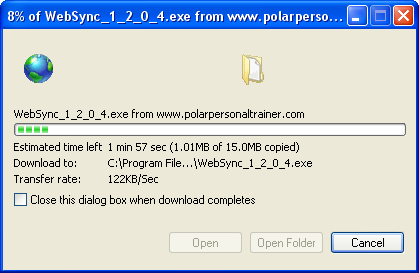 8% of WebSync_1_2_0_4.exe from www.polarperso...
WebSync_1_2_0_4.exe from www.polarpersonaltrainer.com
Estimated time left 1 min 57 sec (1.01MB of 15.0MB copied)
Download to: C:\Program File...\WebSync_1_2_0_4.exe
Transfer rate: 122KB/Sec
Close this dialog box when download completes
Open Open Folder Cancel